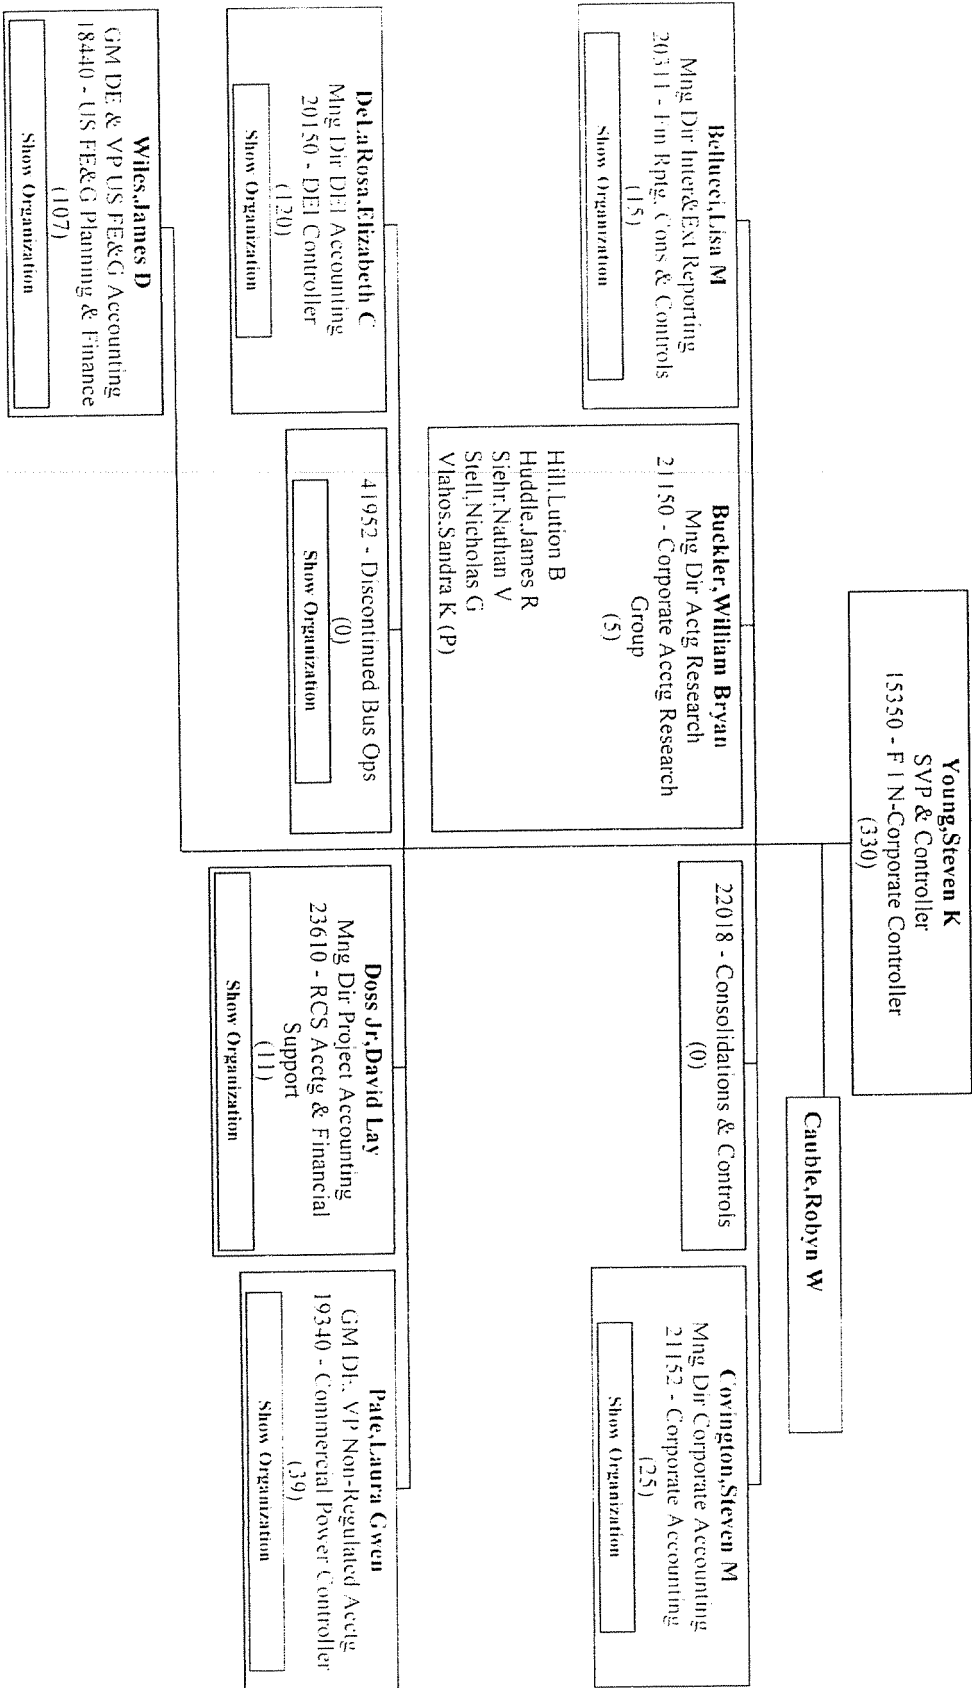 Young,Steven K
SVP & Controller
15350 - F I N-Corporate Controller
(330)
Cauble,Robyn W
Bellucci,Lisa M
Mng Dir Inter&Ext Reporting
20311 - Fin Rptg, Cons & Controls
(15)
Show Organization
Buckler,William Bryan
Mng Dir Actg Research
21150 - Corporate Acctg Research
Group
(5)
Hill,Lution B
Huddle,James R
Siehr,Nathan V
Stell,Nicholas G
Vlahos,Sandra K (P)
22018 - Consolidations & Controls
(0)
Covington,Steven M
Mng Dir Corporate Accounting
21152 - Corporate Accounting
(25)
Show Organization
DeLaRosa,Elizabeth C
Mng Dir DEI Accounting
20150 - DEI Controller
(120)
Show Organization
41952 - Discontinued Bus Ops
(0)
Show Organization
Doss Jr,David Lay
Mng Dir Project Accounting
23610 - RCS Acctg & Financial
Support
(11)
Show Organization
Pate,Laura Gwen
GM DE, VP Non-Regulated Acctg
19340 - Commercial Power Controller
(39)
Show Organization
Wiles,James D
GM DE & VP US FE&G Accounting
18440 - US FE&G Planning & Finance
(107)
Show Organization